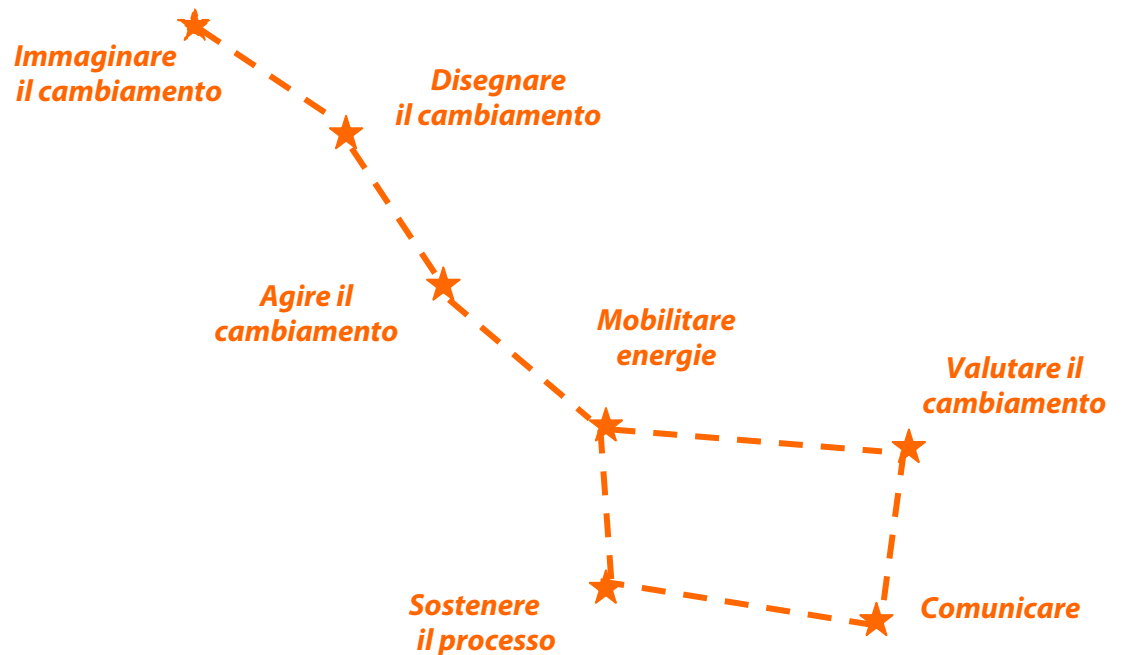 Immaginare
il cambiamento
Disegnare
il cambiamento
Agire il
cambiamento
Mobilitare
energie
Valutare il
cambiamento
Sostenere
il processo
Comunicare